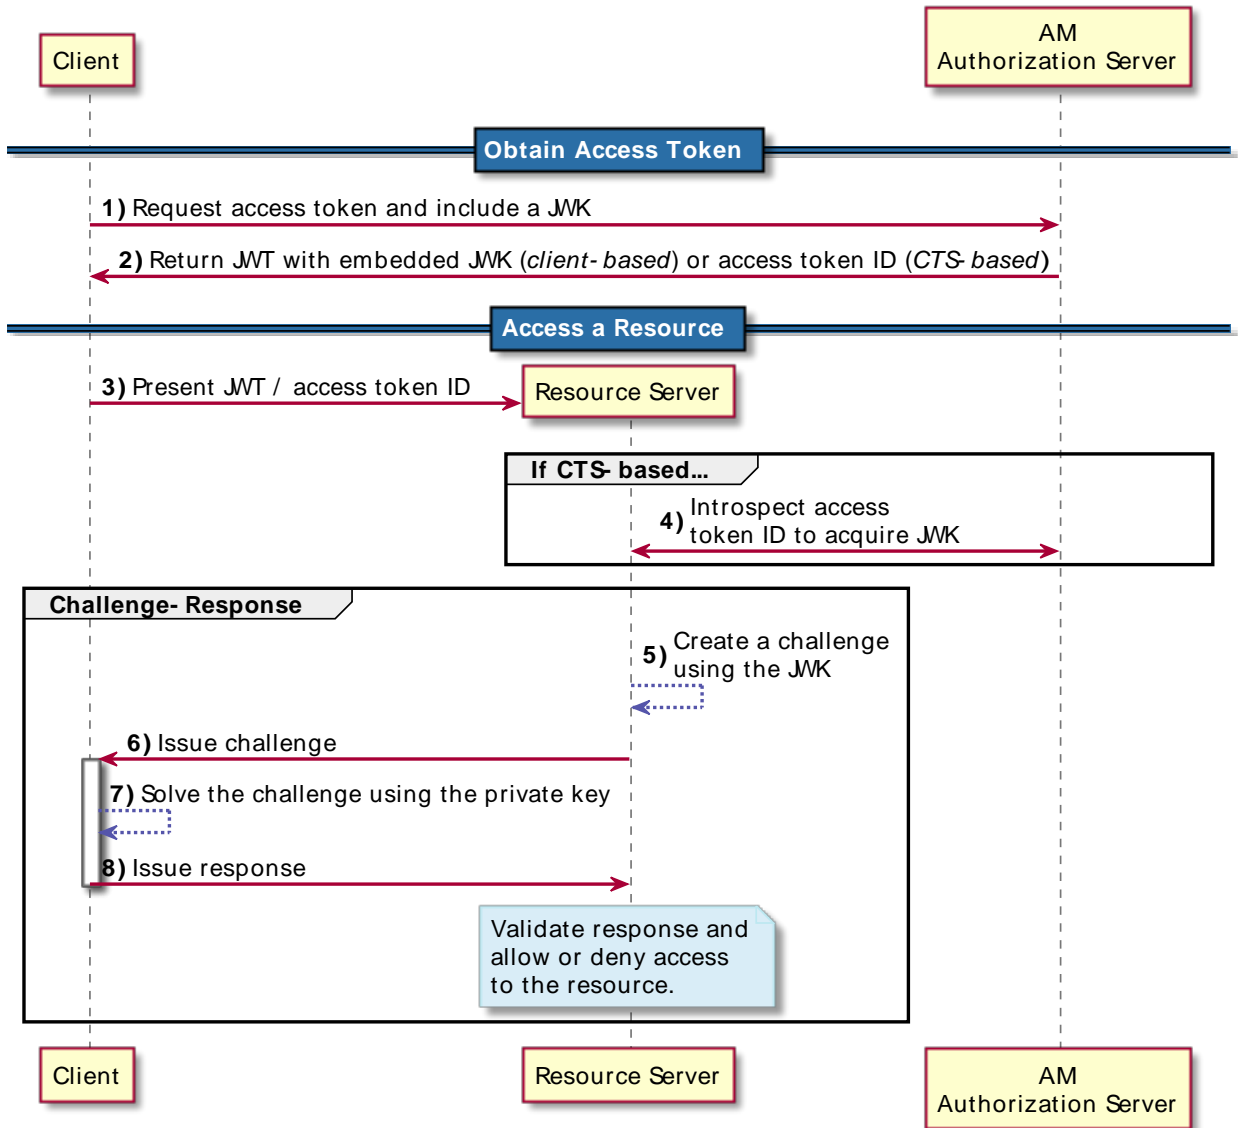 Client
AM
Authorization Server
Obtain Access Token
1) Request access token and include a JWK
2) Return JWT with embedded JWK (client-based) or access token ID (CTS-based)
Access a Resource
3) Present JWT / access token ID
Resource Server
If CTS-based...
4) Introspect access
token ID to acquire JWK
Challenge-Response
5) Create a challenge
using the JWK
6) Issue challenge
7) Solve the challenge using the private key
8) Issue response
Validate response and
allow or deny access
to the resource.
Client
Resource Server
AM
Authorization Server